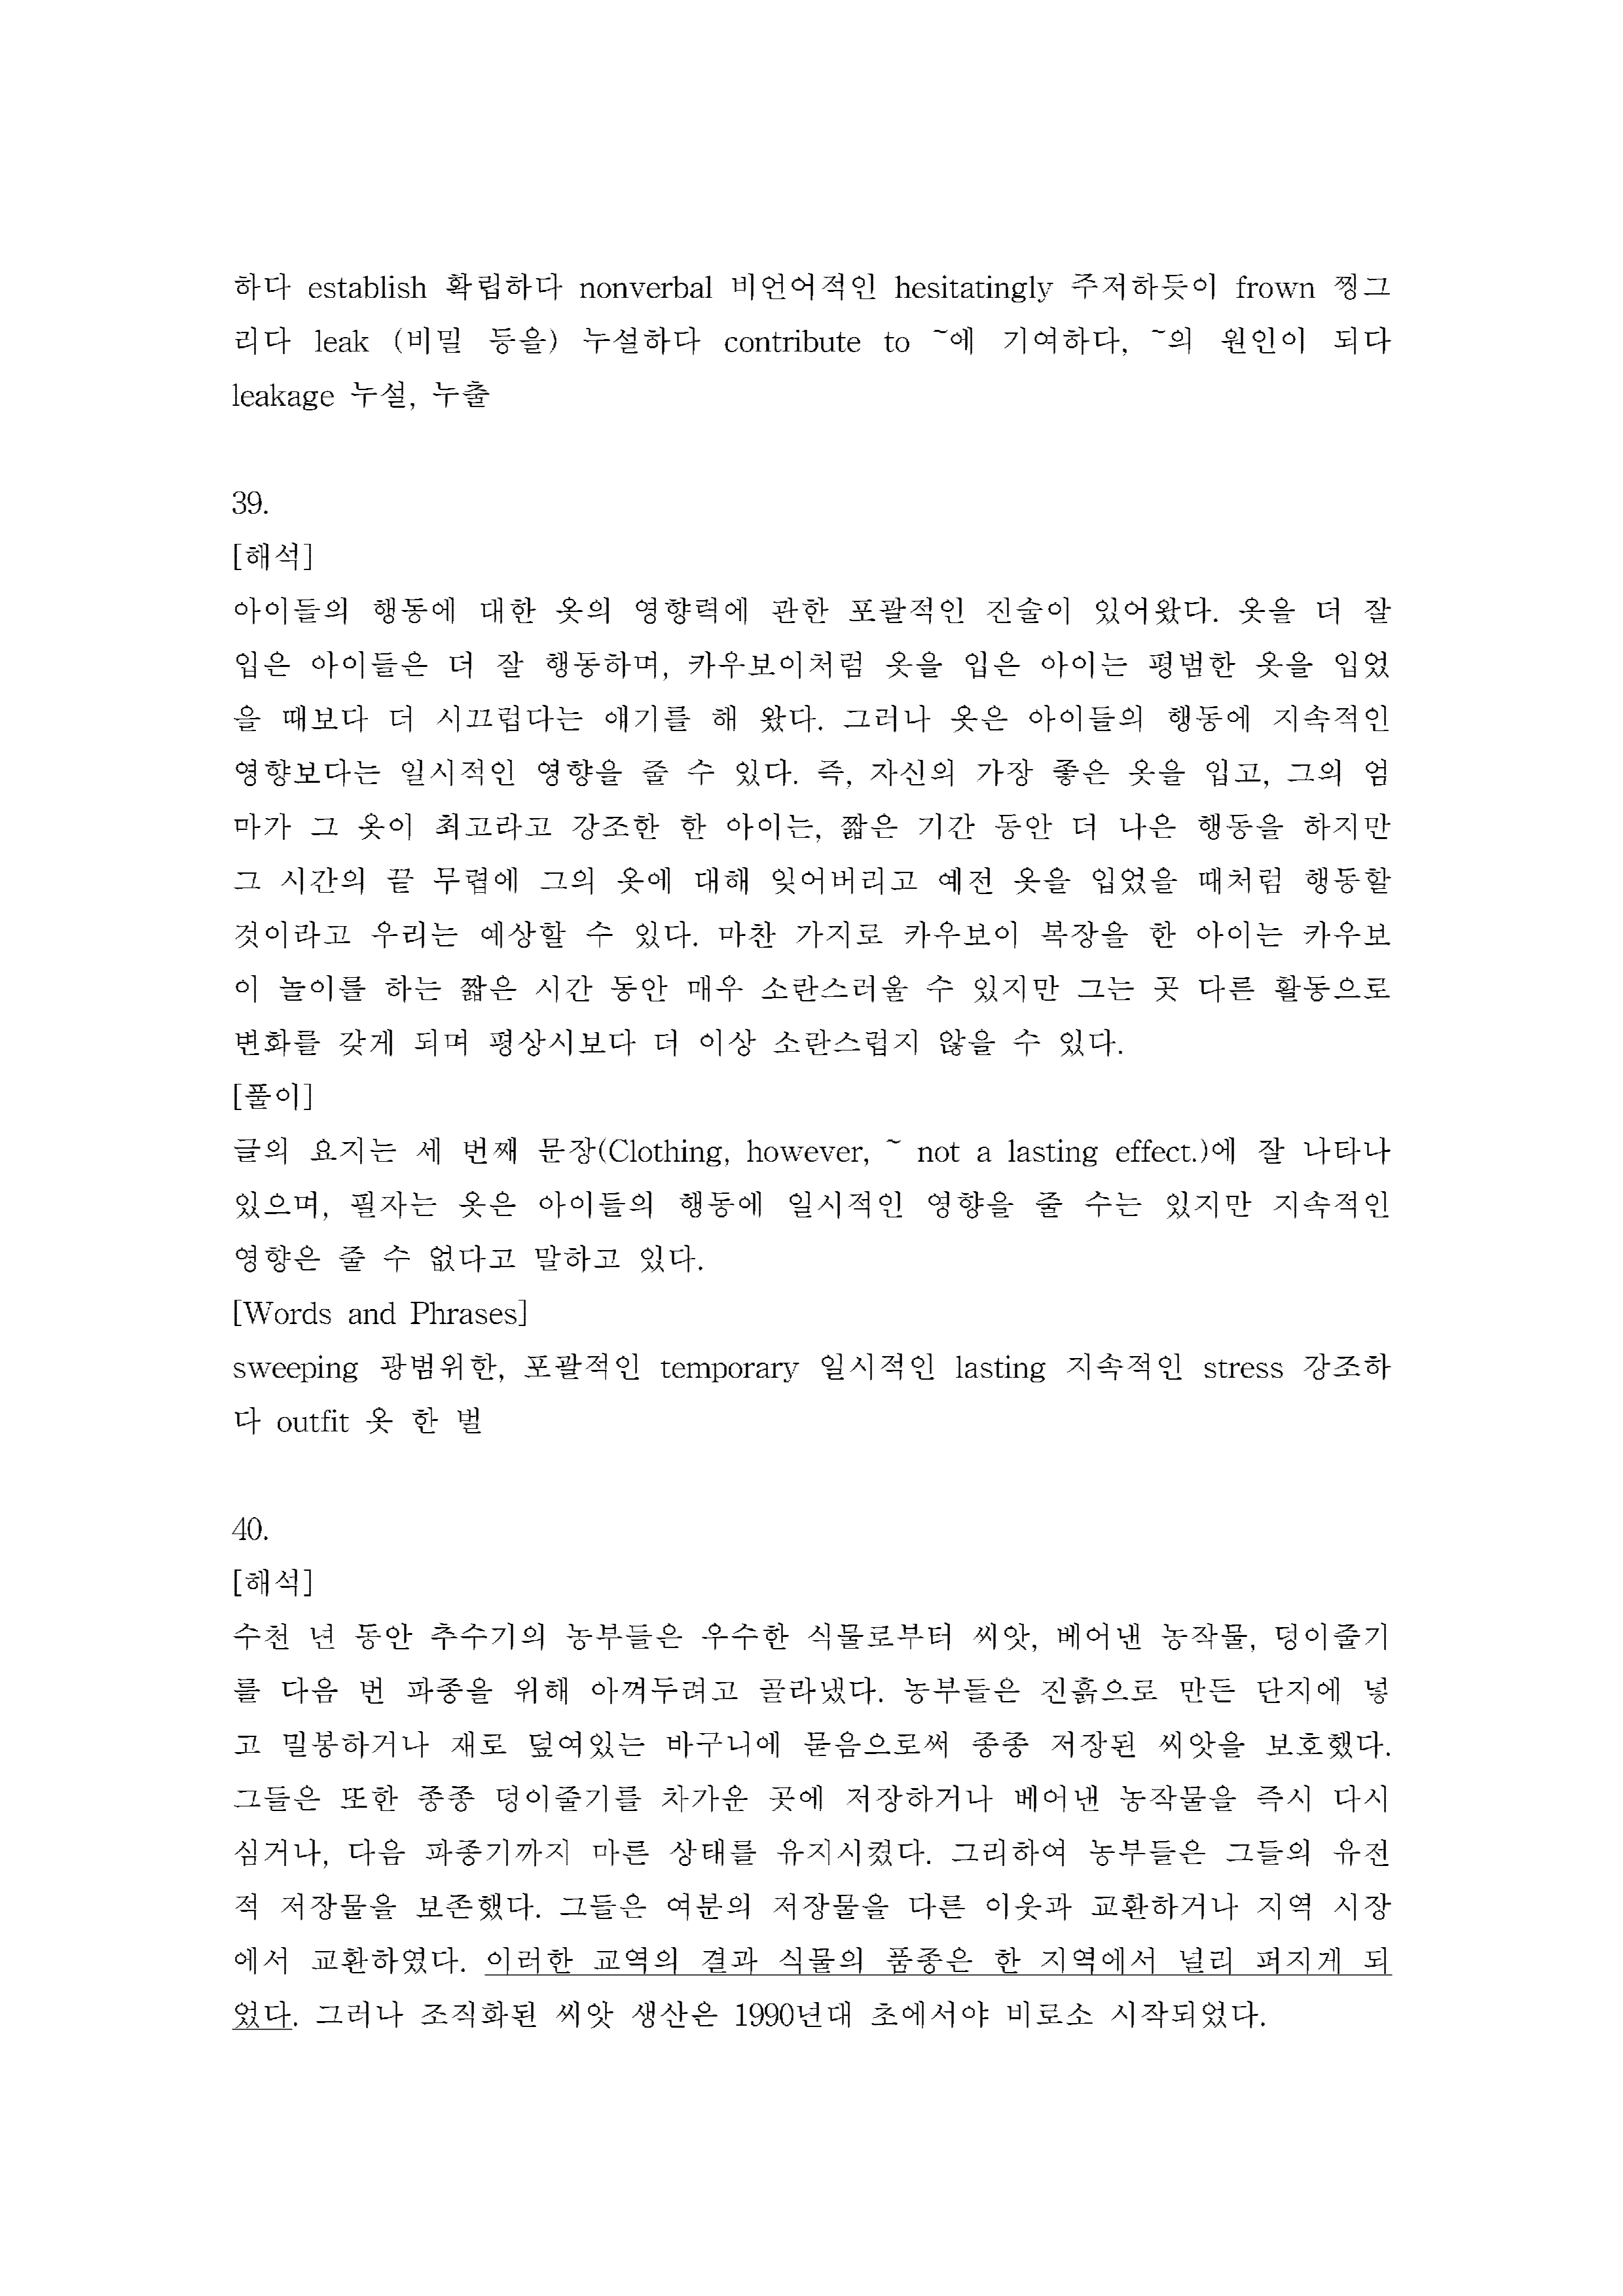 하다 establish 확립하다 nonverbal 비언어적인 hesitatingly 주저하듯이 frown 찡그
리다 leak (비밀 등을) 누설하다 contribute to ~에 기여하다, ~의 원인이 되다
leakage 누설, 누출
39.
[해석]
아이들의 행동에 대한 옷의 영향력에 관한 포괄적인 진술이 있어왔다. 옷을 더 잘
입은 아이들은 더 잘 행동하며, 카우보이처럼 옷을 입은 아이는 평범한 옷을 입었
을 때보다 더 시끄럽다는 얘기를 해 왔다. 그러나 옷은 아이들의 행동에 지속적인
영향보다는 일시적인 영향을 줄 수 있다. 즉, 자신의 가장 좋은 옷을 입고, 그의 엄
마가 그 옷이 최고라고 강조한 한 아이는, 짧은 기간 동안 더 나은 행동을 하지만
그 시간의 끝 무렵에 그의 옷에 대해 잊어버리고 예전 옷을 입었을 때처럼 행동할
것이라고 우리는 예상할 수 있다. 마찬 가지로 카우보이 복장을 한 아이는 카우보
이 놀이를 하는 짧은 시간 동안 매우 소란스러울 수 있지만 그는 곳 다른 활동으로
변화를 갖게 되며 평상시보다 더 이상 소란스럽지 않을 수 있다.
[풀이]
글의 요지는 세 번째 문장(Clothing, however, ~ not a lasting effect.)에 잘 나타나
있으며, 필자는 옷은 아이들의 행동에 일시적인 영향을 줄 수는 있지만 지속적인
영향은 줄 수 없다고 말하고 있다.
[Words and Phrases]
sweeping 광범위한, 포괄적인 temporary 일시적인 lasting 지속적인 stress 강조하
다 outfit 옷 한 벌
40.
[해석]
수천 년 동안 추수기의 농부들은 우수한 식물로부터 씨앗, 베어낸 농작물, 덩이줄기
를 다음 번 파종을 위해 아껴두려고 골라냈다. 농부들은 진흙으로 만든 단지에 넣
고 밀봉하거나 재로 덮여있는 바구니에 묻음으로써 종종 저장된 씨앗을 보호했다.
그들은 또한 종종 덩이줄기를 차가운 곳에 저장하거나 베어낸 농작물을 즉시 다시
심거나, 다음 파종기까지 마른 상태를 유지시켰다. 그리하여 농부들은 그들의 유전
적 저장물을 보존했다. 그들은 여분의 저장물을 다른 이웃과 교환하거나 지역 시장
에서 교환하였다. 이러한 교역의 결과 식물의 품종은 한 지역에서 널리 퍼지게 되
었다. 그러나 조직화된 씨앗 생산은 1990년대 초에서야 비로소 시작되었다.